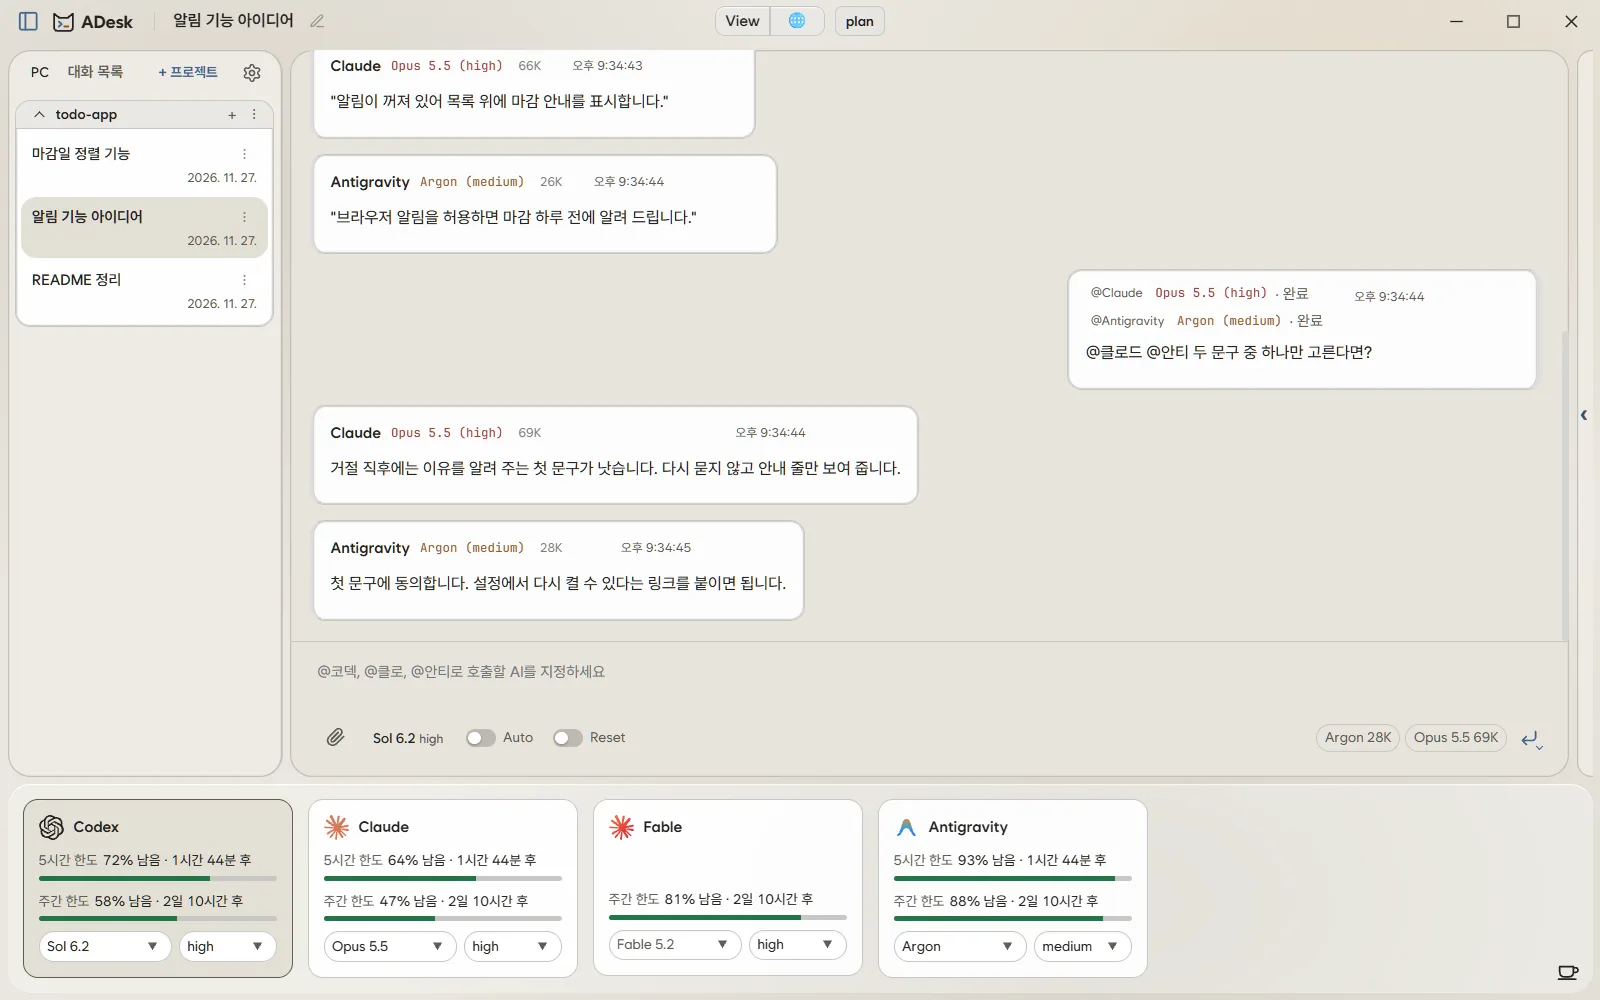 ADesk
알림 기능 아이디어
View
plan
PC 대화 목록 + 프로젝트
todo-app
마감일 정렬 기능
2026. 11. 27.
알림 기능 아이디어
2026. 11. 27.
README 정리
2026. 11. 27.
Claude Opus 5.5 (high) 66K 오후 9:34:43
"알림이 꺼져 있어 목록 위에 마감 안내를 표시합니다."
Antigravity Argon (medium) 26K 오후 9:34:44
"브라우저 알림을 허용하면 마감 하루 전에 알려 드립니다."
@Claude Opus 5.5 (high) · 완료 오후 9:34:44
@Antigravity Argon (medium) · 완료
@클로드 @안티 두 문구 중 하나만 고른다면?
Claude Opus 5.5 (high) 69K 오후 9:34:44
거절 직후에는 이유를 알려 주는 첫 문구가 낫습니다. 다시 묻지 않고 안내 줄만 보여 줍니다.
Antigravity Argon (medium) 28K 오후 9:34:45
첫 문구에 동의합니다. 설정에서 다시 켤 수 있다는 링크를 붙이면 됩니다.
@코덱, @클로, @안티로 호출할 AI를 지정하세요
Sol 6.2 high Auto Reset Argon 28K Opus 5.5 69K
Codex
5시간 한도 72% 남음 · 1시간 44분 후
주간 한도 58% 남음 · 2일 10시간 후
Sol 6.2 high
Claude
5시간 한도 64% 남음 · 1시간 44분 후
주간 한도 47% 남음 · 2일 10시간 후
Opus 5.5 high
Fable
주간 한도 81% 남음 · 2일 10시간 후
Fable 5.2 high
Antigravity
5시간 한도 93% 남음 · 1시간 44분 후
주간 한도 88% 남음 · 2일 10시간 후
Argon medium